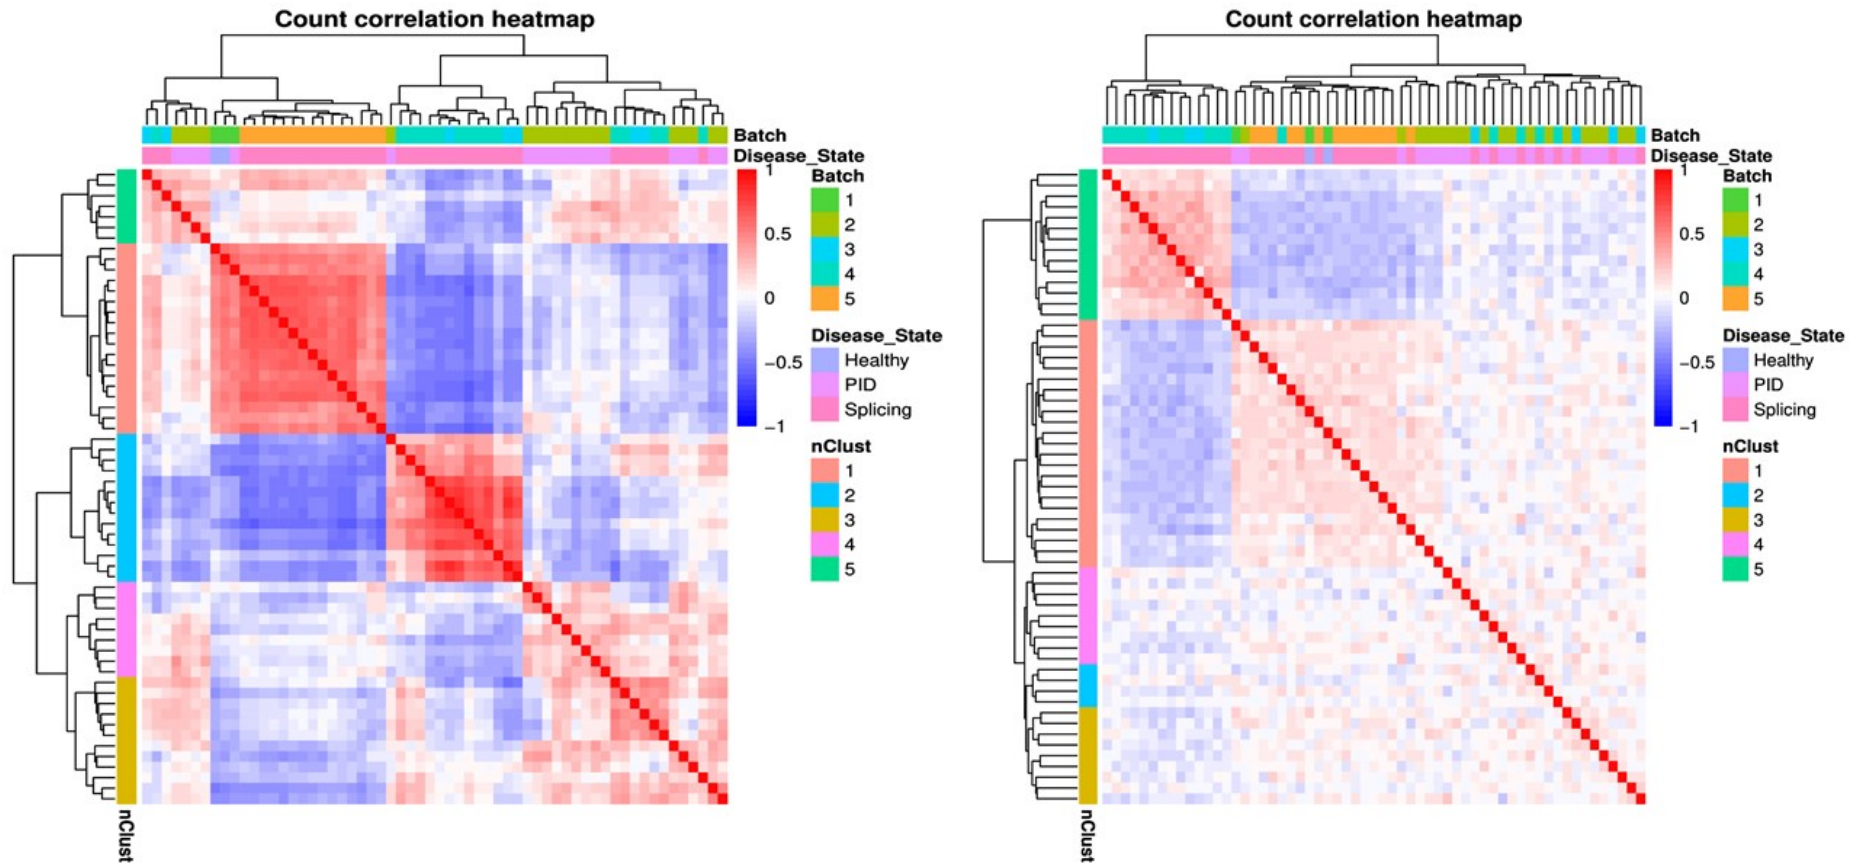 Count correlation heatmap
Batch
Disease_State
1
0.5
0
−0.5
−1
Batch
1
2
3
4
5
Disease_State
Healthy
PID
Splicing
nClust
1
2
3
4
5
nClust
Count correlation heatmap
Batch
Disease_State
1
0.5
0
−0.5
−1
Batch
1
2
3
4
5
Disease_State
Healthy
PID
Splicing
nClust
1
2
3
4
5
nClust